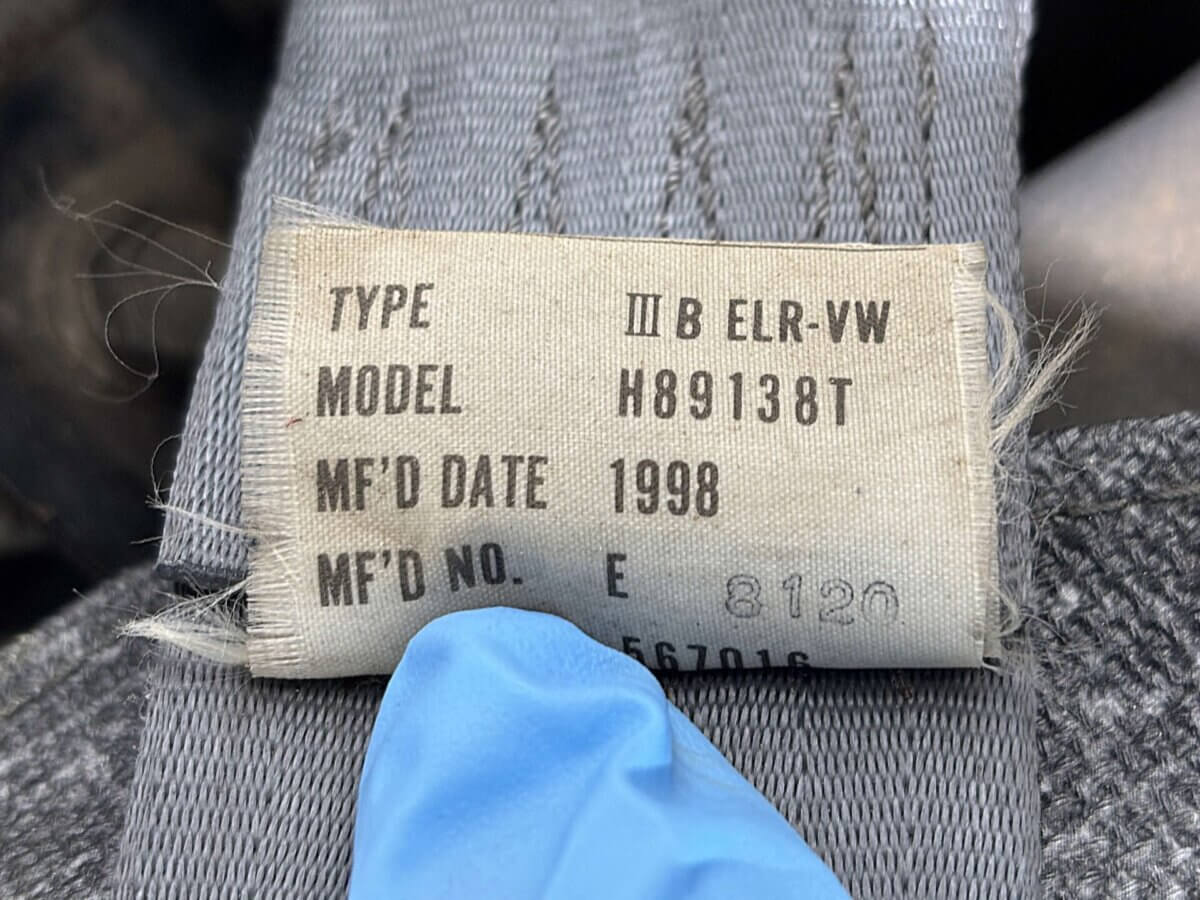 TYPE III B ELR-VW
MODEL H89138T
MF'D DATE 1998
MF'D NO. E 8120
567016